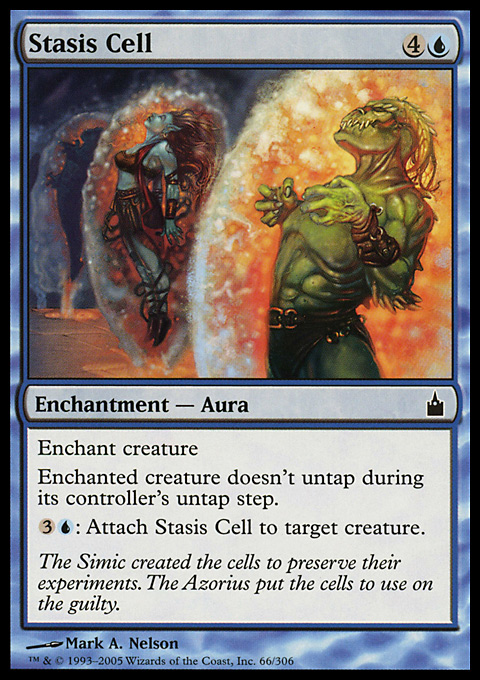 Stasis Cell 4
Enchantment — Aura
Enchant creature
Enchanted creature doesn't untap during
its controller's untap step.
3 : Attach Stasis Cell to target creature.
The Simic created the cells to preserve their
experiments. The Azorius put the cells to use on
the guilty.
Mark A. Nelson
™ & © 1993–2005 Wizards of the Coast, Inc. 66/306